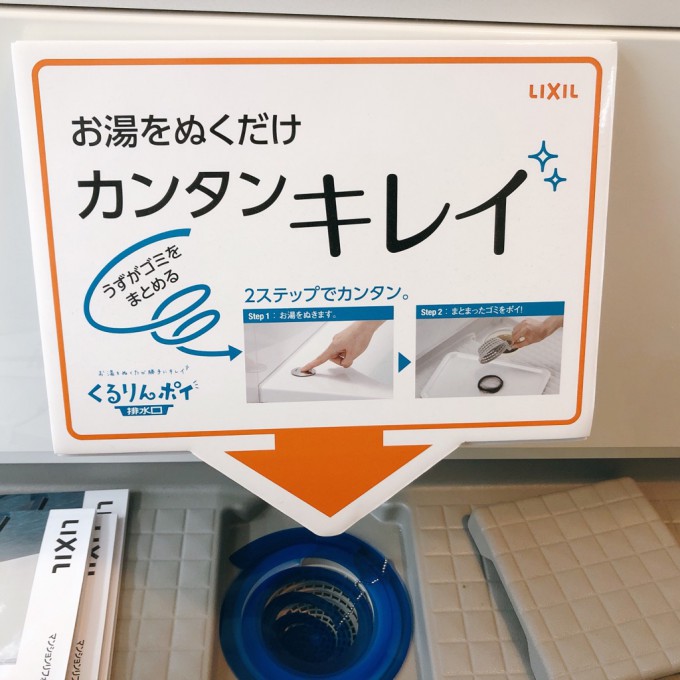 LIXIL
お湯をぬくだけ
カンタンキレイ
うずがゴミを
まとめる
2ステップでカンタン。
Step 1 : お湯をぬきます。
Step 2 : まとまったゴミをポイ!
くるりんポイ
排水口
LIXIL
LIXIL